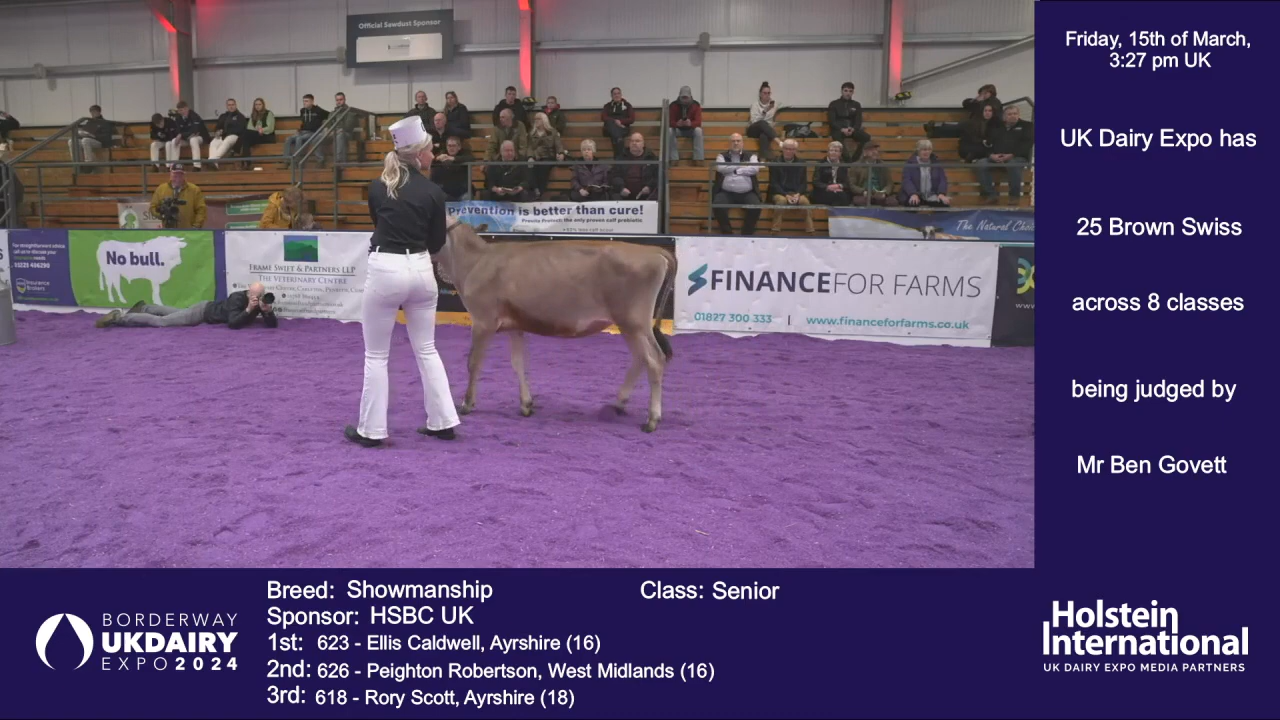 Official Sawdust Sponsor
Friday, 15th of March,
3:27 pm UK
UK Dairy Expo has
25 Brown Swiss
across 8 classes
being judged by
Mr Ben Govett
Prevention is better than cure!
The Natural
No bull.
FRAME SWIFT & PARTNERS LLP
THE VETERINARY CENTRE
FINANCE FOR FARMS
01827 300 333 | www.financeforfarms.co.uk
BORDERWAY
UKDAIRY
EXPO 2024
Breed: Showmanship
Class: Senior
Sponsor: HSBC UK
1st: 623 - Ellis Caldwell, Ayrshire (16)
2nd: 626 - Peighton Robertson, West Midlands (16)
3rd: 618 - Rory Scott, Ayrshire (18)
Holstein
International
UK DAIRY EXPO MEDIA PARTNERS